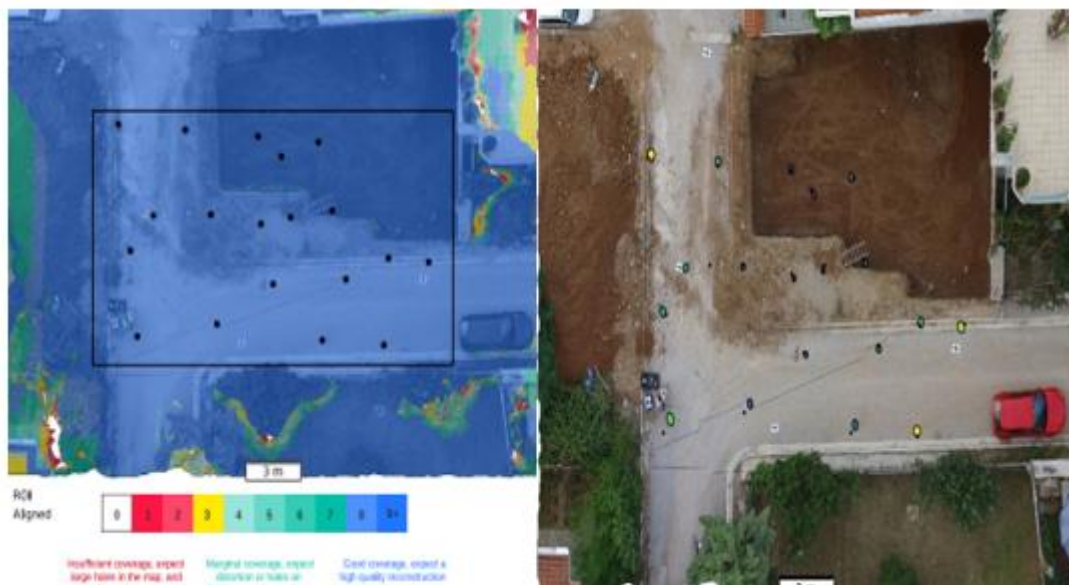 3 m
ROI
Aligned
0 1 2 3 4 5 6 7 8 9+
Insufficient coverage, expect
large holes in the map, and
Marginal coverage, expect
distortion or holes on
Good coverage, expect a
high quality reconstruction